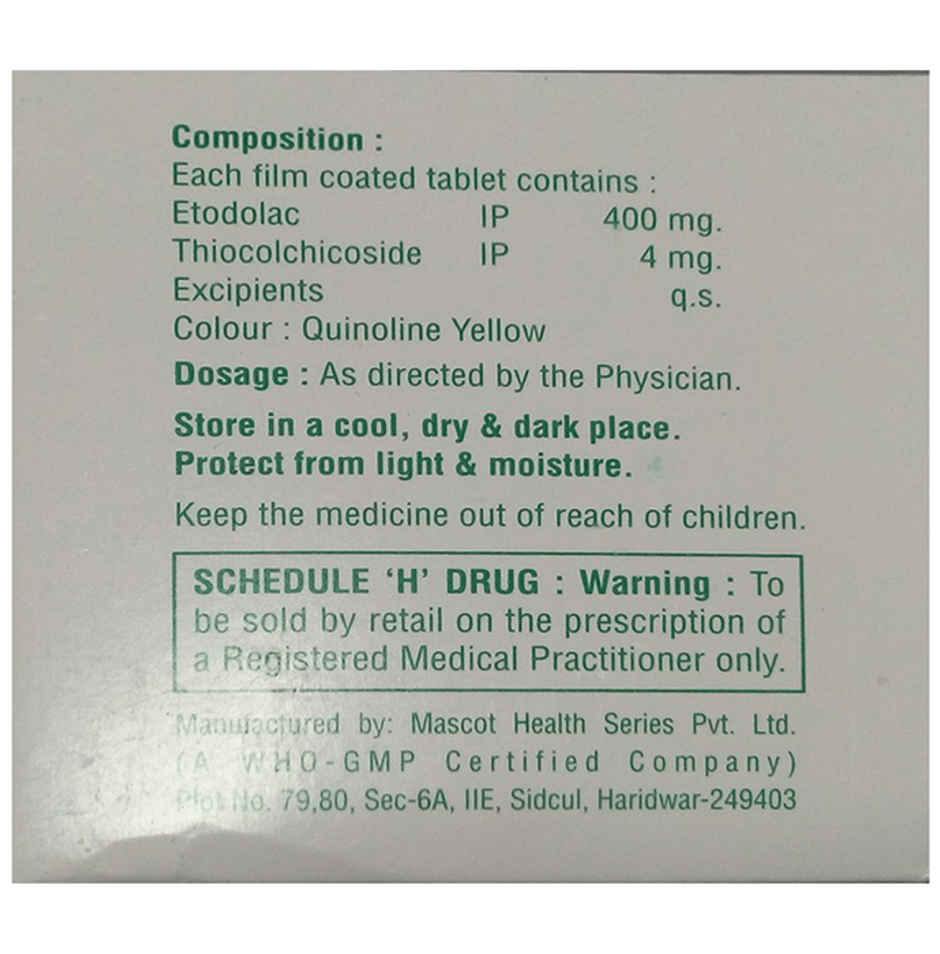 Composition :
Each film coated tablet contains :
Etodolac IP 400 mg.
Thiocolchicoside IP 4 mg.
Excipients q.s.
Colour : Quinoline Yellow
Dosage : As directed by the Physician.
Store in a cool, dry & dark place.
Protect from light & moisture.
Keep the medicine out of reach of children.
SCHEDULE ‘H’ DRUG : Warning : To
be sold by retail on the prescription of
a Registered Medical Practitioner only.
Manufactured by: Mascot Health Series Pvt. Ltd.
(A WHO-GMP Certified Company)
Plot No. 79,80, Sec-6A, IIE, Sidcul, Haridwar-249403